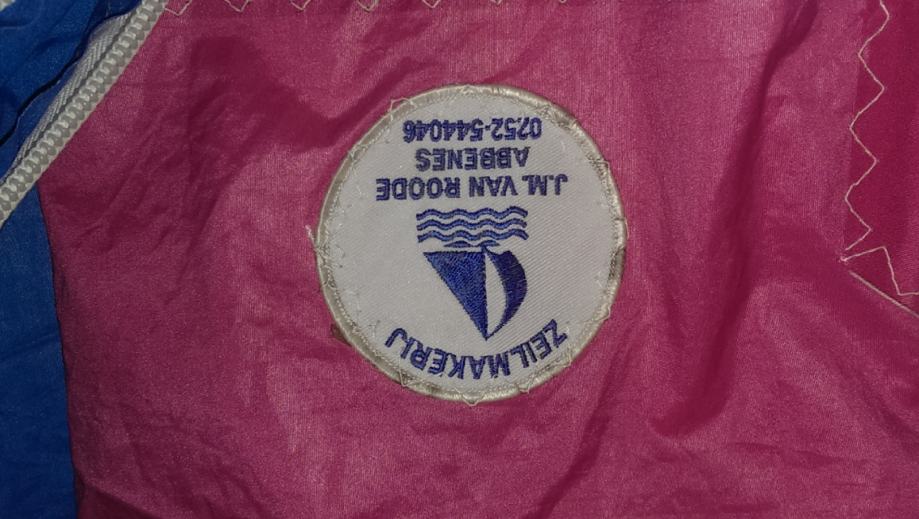 ZEILMAKERIJ
J.M. VAN ROODE
ABBENES
0252-544046